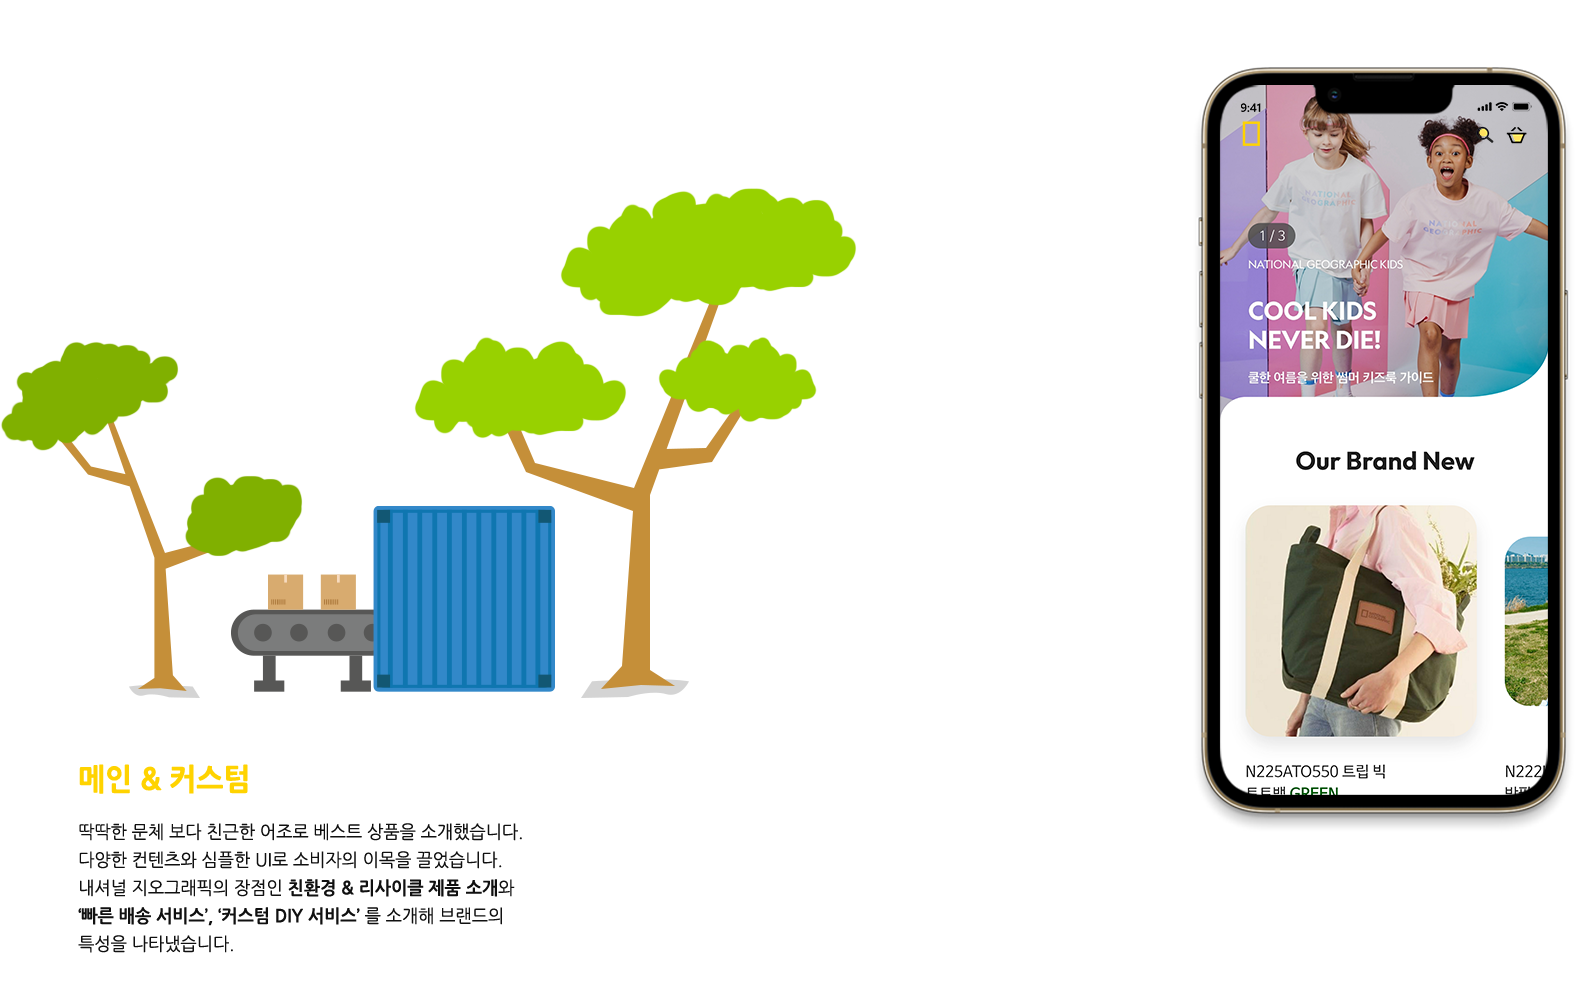 메인 & 커스텀
딱딱한 문체 보다 친근한 어조로 베스트 상품을 소개했습니다.
다양한 컨텐츠와 심플한 UI로 소비자의 이목을 끌었습니다.
내셔널 지오그래픽의 장점인 친환경 & 리사이클 제품 소개와
‘빠른 배송 서비스’, ‘커스텀 DIY 서비스’ 를 소개해 브랜드의
특성을 나타냈습니다.
9:41
NATIONAL
GEOGRAPHIC
NATIONAL
GEOGRAPHIC
1 / 3
NATIONAL GEOGRAPHIC KIDS
COOL KIDS
NEVER DIE!
쿨한 여름을 위한 썸머 키즈룩 가이드
Our Brand New
N225ATO550 트립 빅
토트백 GREEN
N222